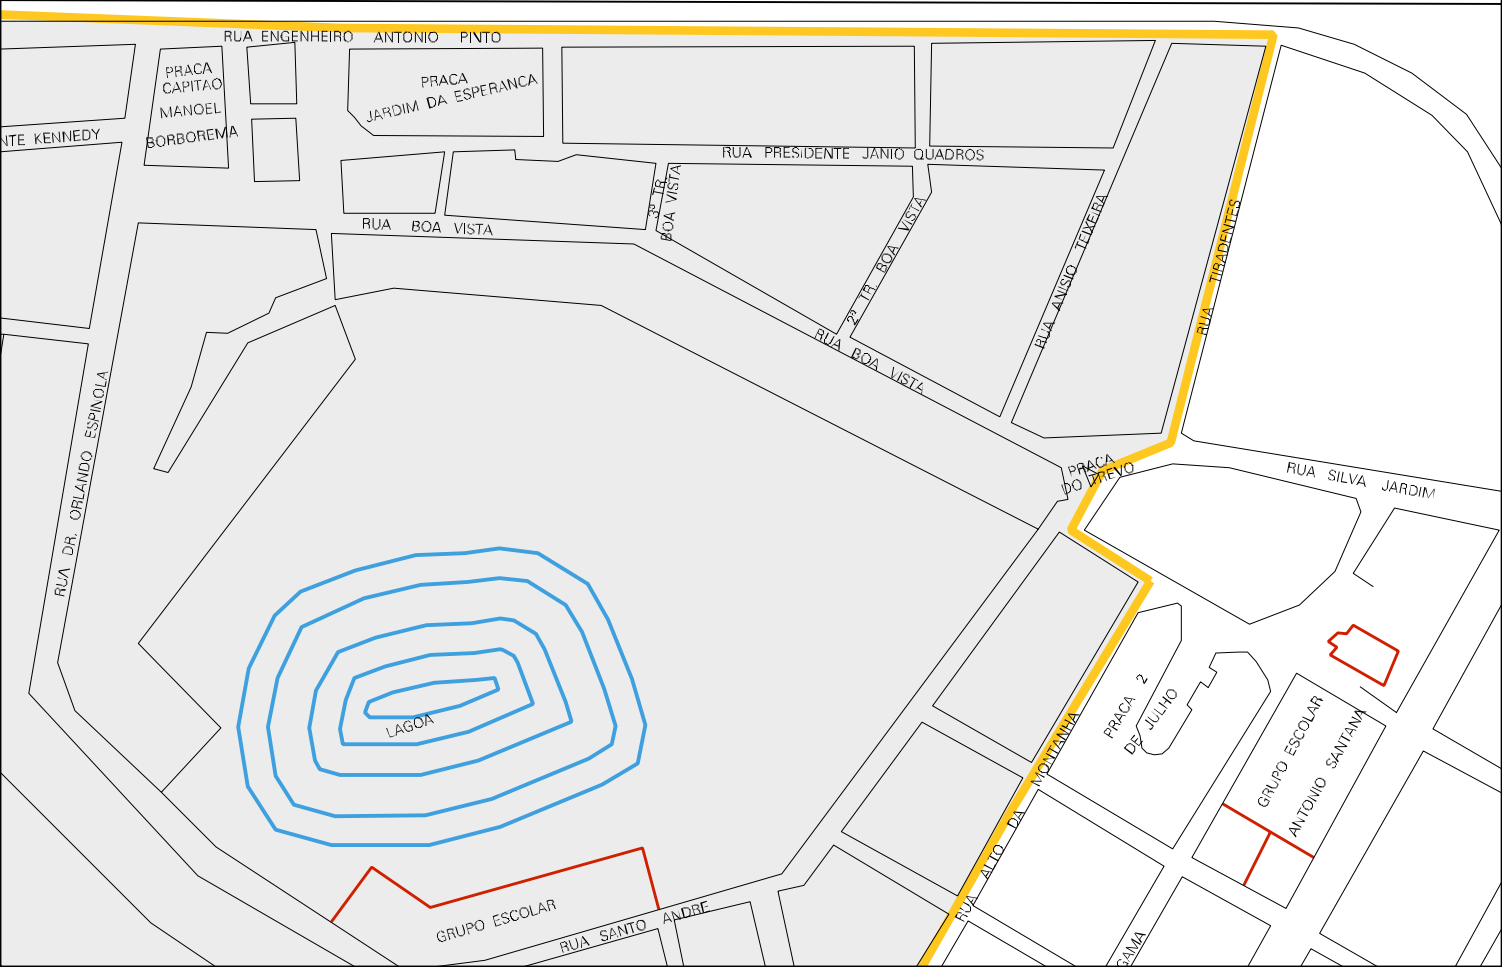 RUA ENGENHEIRO ANTONIO PINTO
PRACA
CAPITAO
MANOEL
BORBOREMA
PRACA
JARDIM DA ESPERANCA
NTE KENNEDY
RUA PRESIDENTE JANIO QUADROS
3ª TR.
BOA VISTA
RUA BOA VISTA
2ª TR. BOA VISTA
RUA ANISIO TEIXEIRA
RUA TIRADENTES
RUA BOA VISTA
RUA DR. ORLANDO ESPINOLA
PRACA
DO TREVO
RUA SILVA JARDIM
LAGOA
PRACA 2
DE JULHO
GRUPO ESCOLAR
ANTONIO SANTANA
RUA ALTO DA MONTANHA
GRUPO ESCOLAR
RUA SANTO ANDRE
GAMA